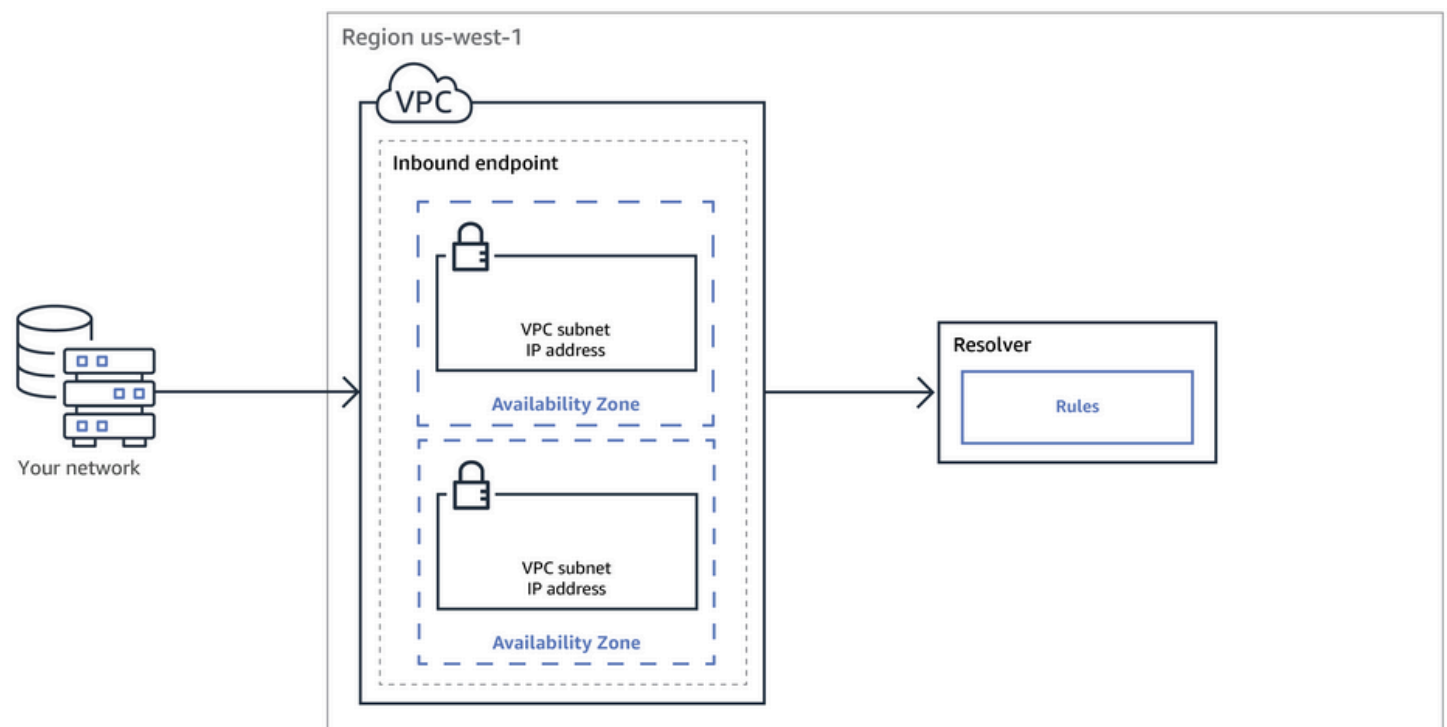 Region us-west-1
VPC
Inbound endpoint
VPC subnet
IP address
Availability Zone
VPC subnet
IP address
Availability Zone
Your network
Resolver
Rules